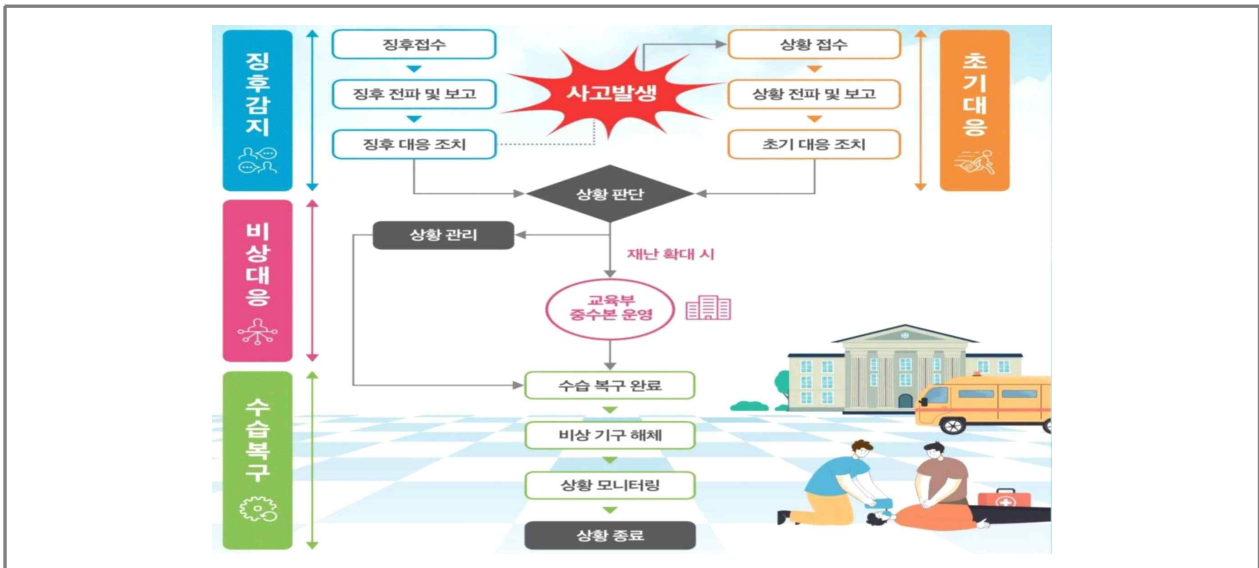 징후감지
징후접수
징후 전파 및 보고
징후 대응 조치
사고발생
상황 접수
상황 전파 및 보고
초기 대응 조치
초기대응
상황 판단
비상대응
상황 관리
재난 확대 시
교육부
중수본 운영
수습복구
수습 복구 완료
비상 기구 해체
상황 모니터링
상황 종료